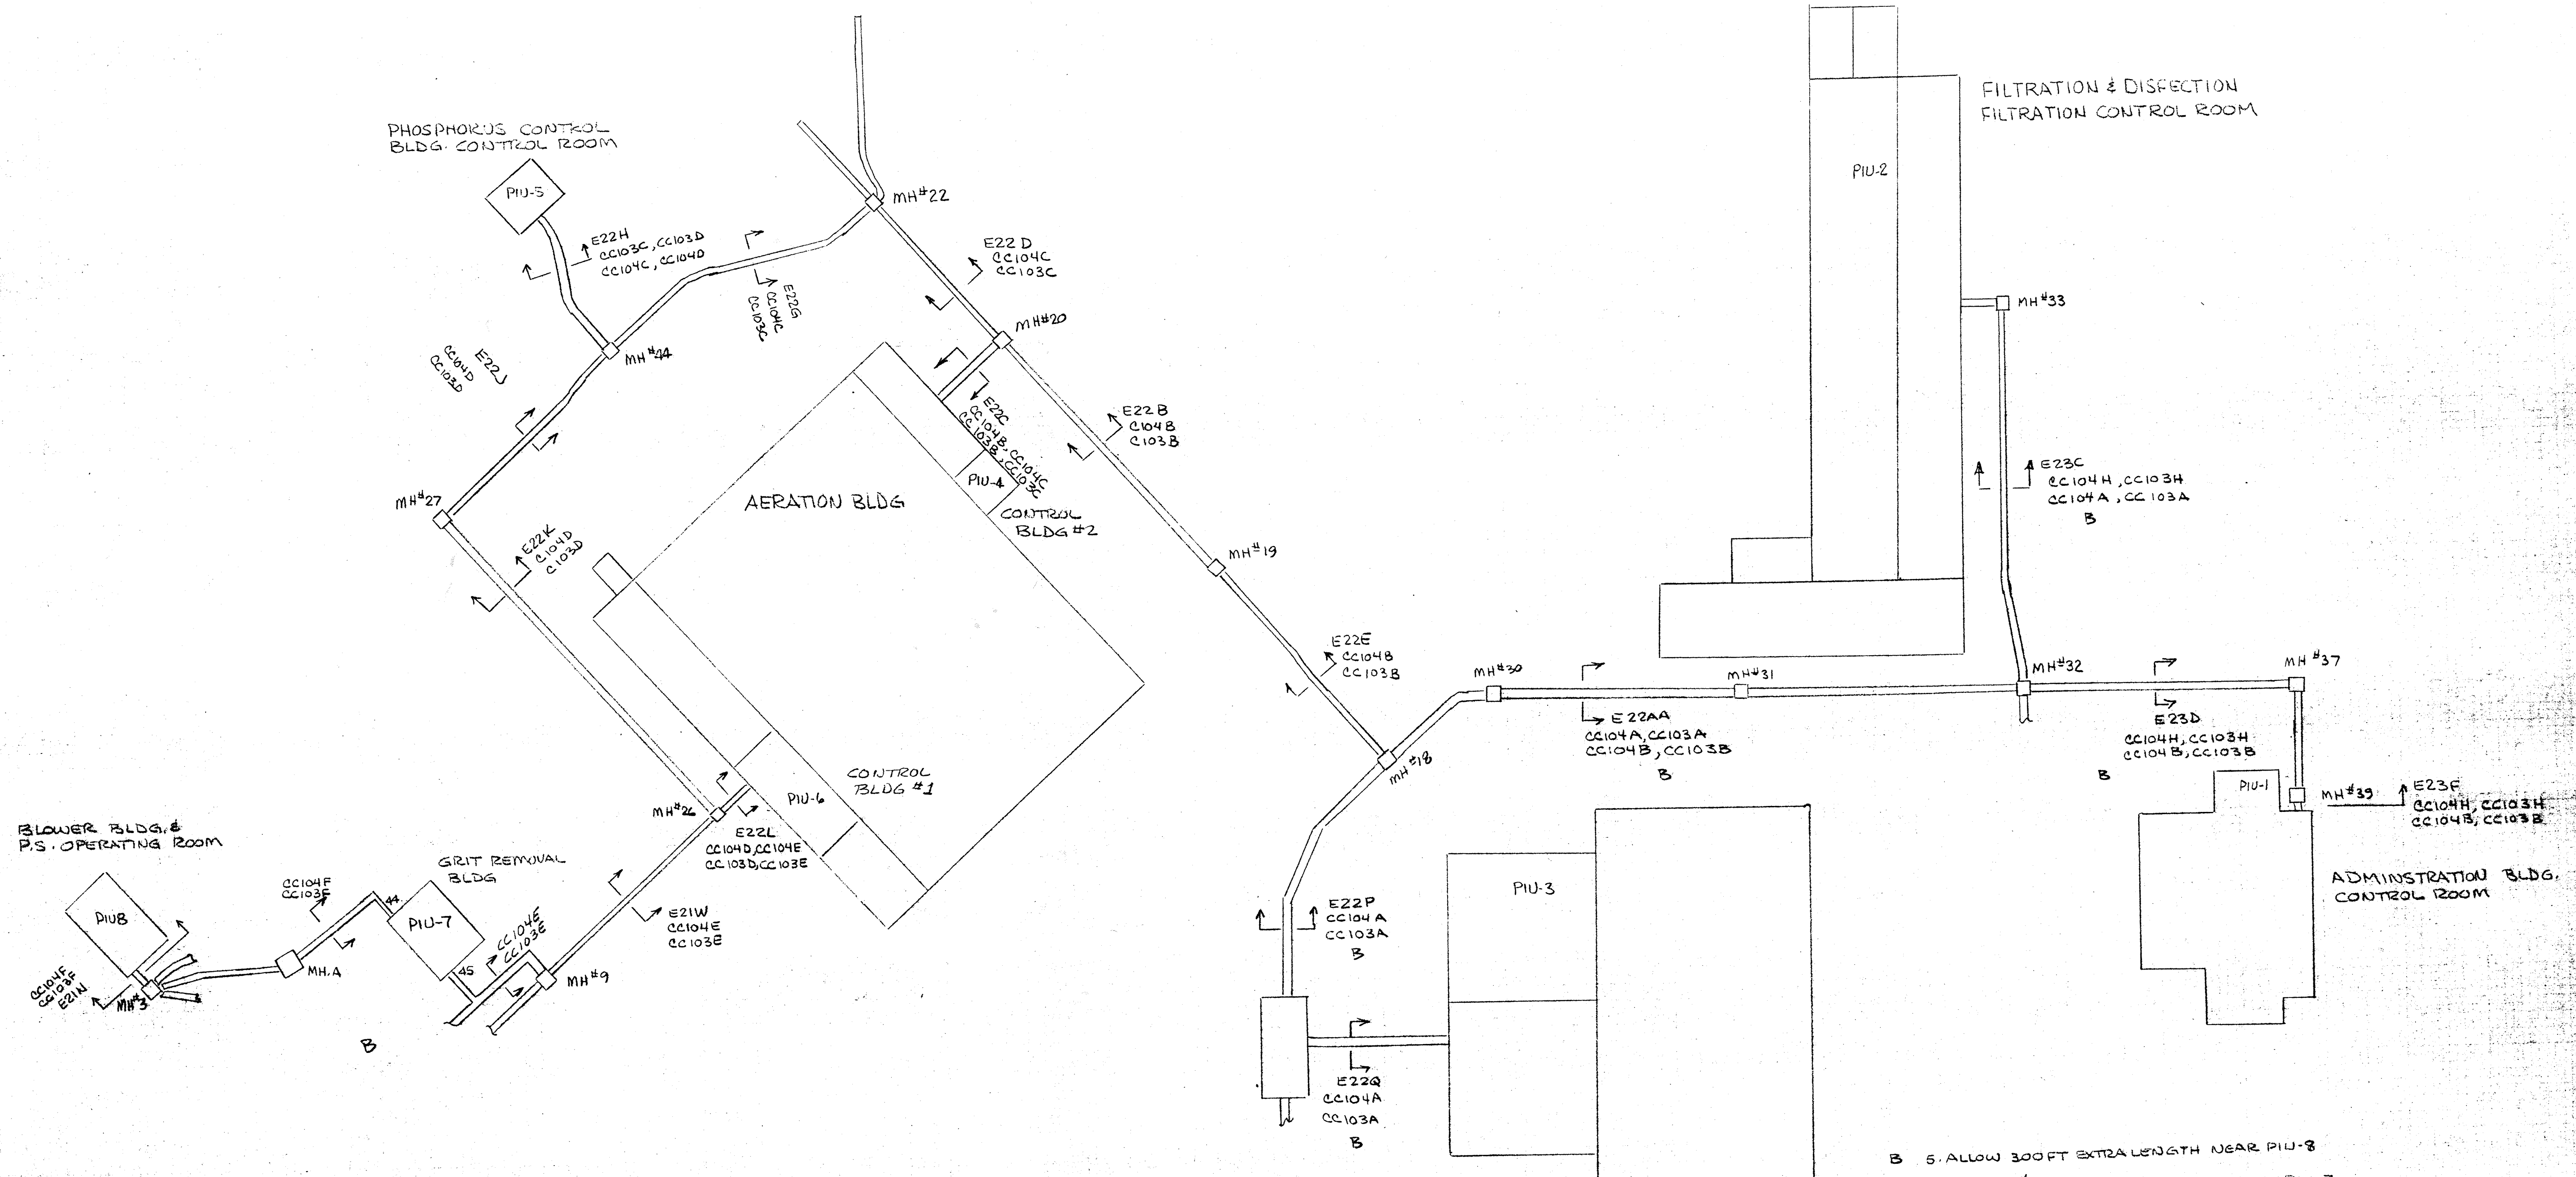 PHOSPHORUS CONTROL
BLDG. CONTROL ROOM
PIU-5
E22H
CC103C, CC103D
CC104C, CC104D
MH#22
E22G
CC104C
CC103C
E22D
CC104C
CC103C
MH#20
MH#44
E22J
CC104D
CC103D
E22C
CC104B, CC104C
CC103B, CC103C
PIU-4
CONTROL
BLDG #2
AERATION BLDG
E22B
C104B
C103B
MH#27
E22K
C104D
C103D
MH#19
E22E
CC104B
CC103B
FILTRATION & DISFECTION
FILTRATION CONTROL ROOM
PIU-2
MH#33
E23C
CC104H, CC103H
CC104A, CC103A
B
MH#30
MH#31
MH#32
MH#37
E22AA
CC104A, CC103A
CC104B, CC103B
B
MH#18
E23D
CC104H, CC103H
CC104B, CC103B
B
PIU-1
MH#39
E23F
CC104H, CC103H
CC104B, CC103B
ADMINSTRATION BLDG.
CONTROL ROOM
CONTROL
BLDG #1
PIU-6
MH#26
E22L
CC104D, CC104E
CC103D, CC103E
BLOWER BLDG. &
P.S. OPERATING ROOM
PIU8
CC104F
CC103F
E21N
MH#3
CC104F
CC103F
MH.A
GRIT REMOVAL
BLDG
44
PIU-7
45
CC104E
CC103E
MH#9
E21W
CC104E
CC103E
B
E22P
CC104A
CC103A
B
PIU-3
E22Q
CC104A
CC103A
B
B 5. ALLOW 300FT EXTRA LENGTH NEAR PIU-8